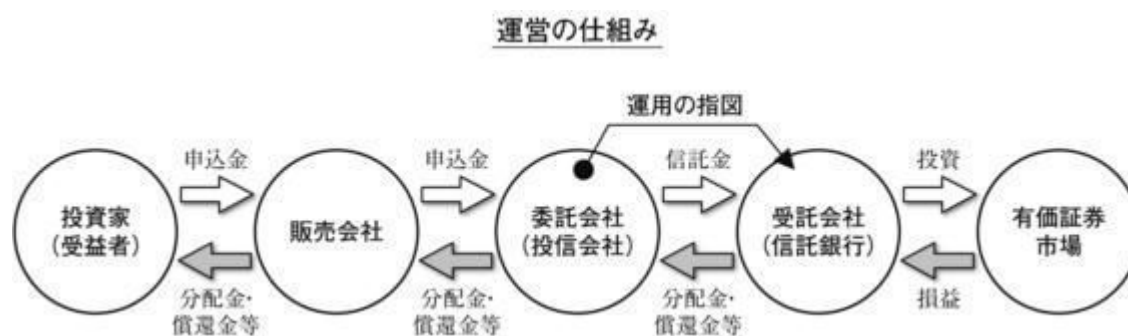 運営の仕組み
運用の指図
申込金
申込金
信託金
投資
投資家
（受益者）
販売会社
委託会社
（投信会社）
受託会社
（信託銀行）
有価証券
市場
分配金・
償還金等
分配金・
償還金等
分配金・
償還金等
損益